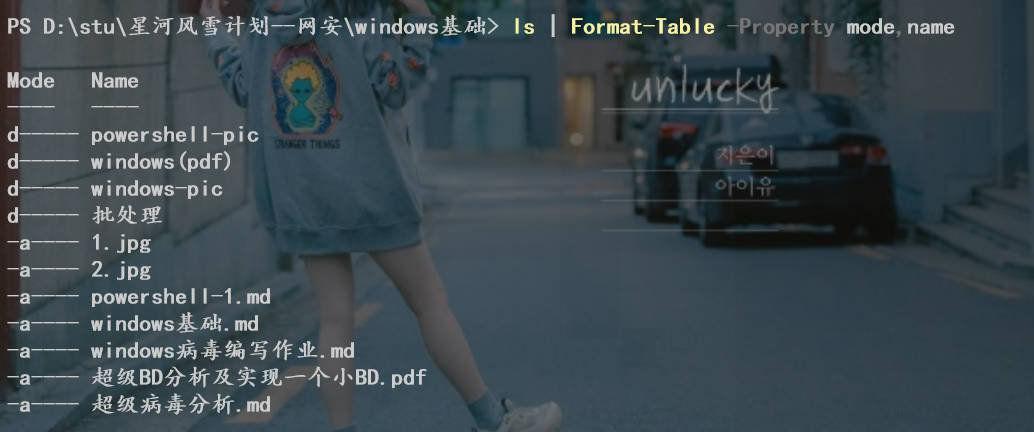 PS D:\stu\星河风雪计划--网安\windows基础> ls | Format-Table -Property mode,name
Mode   Name
----   ----
d----- powershell-pic
d----- windows(pdf)
d----- windows-pic
d----- 批处理
-a---- 1.jpg
-a---- 2.jpg
-a---- powershell-1.md
-a---- windows基础.md
-a---- windows病毒编写作业.md
-a---- 超级BD分析及实现一个小BD.pdf
-a---- 超级病毒分析.md
STRANGER THINGS
unlucky
지은이
아이유